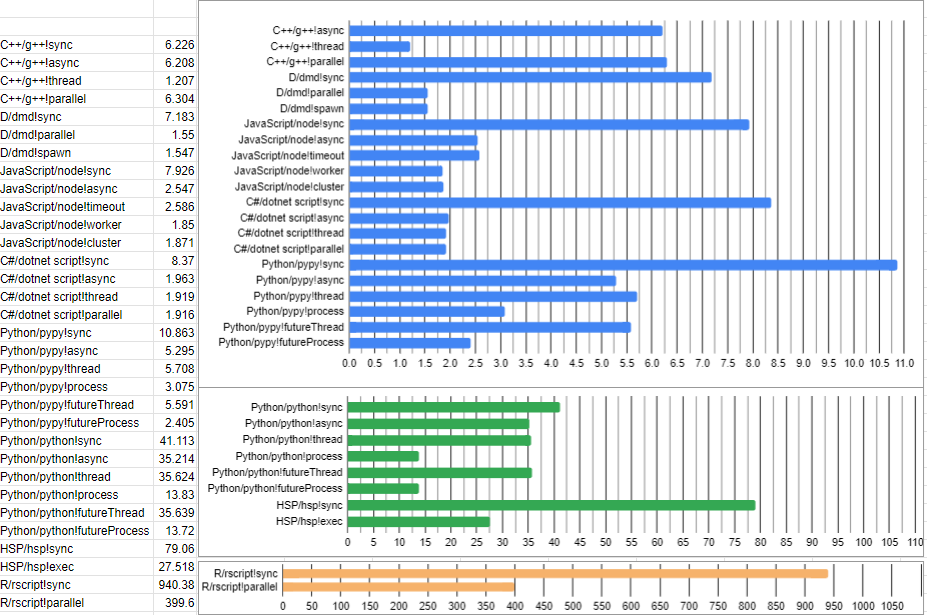 C++/g++!sync 6.226
C++/g++!async 6.208
C++/g++!thread 1.207
C++/g++!parallel 6.304
D/dmd!sync 7.183
D/dmd!parallel 1.55
D/dmd!spawn 1.547
JavaScript/node!sync 7.926
JavaScript/node!async 2.547
JavaScript/node!timeout 2.586
JavaScript/node!worker 1.85
JavaScript/node!cluster 1.871
C#/dotnet script!sync 8.37
C#/dotnet script!async 1.963
C#/dotnet script!thread 1.919
C#/dotnet script!parallel 1.916
Python/pypy!sync 10.863
Python/pypy!async 5.295
Python/pypy!thread 5.708
Python/pypy!process 3.075
Python/pypy!futureThread 5.591
Python/pypy!futureProcess 2.405
Python/python!sync 41.113
Python/python!async 35.214
Python/python!thread 35.624
Python/python!process 13.83
Python/python!futureThread 35.639
Python/python!futureProcess 13.72
HSP/hsp!sync 79.06
HSP/hsp!exec 27.518
R/rscript!sync 940.38
R/rscript!parallel 399.6
C++/g++!async
C++/g++!thread
C++/g++!parallel
D/dmd!sync
D/dmd!parallel
D/dmd!spawn
JavaScript/node!sync
JavaScript/node!async
JavaScript/node!timeout
JavaScript/node!worker
JavaScript/node!cluster
C#/dotnet script!sync
C#/dotnet script!async
C#/dotnet script!thread
C#/dotnet script!parallel
Python/pypy!sync
Python/pypy!async
Python/pypy!thread
Python/pypy!process
Python/pypy!futureThread
Python/pypy!futureProcess
0.0 0.5 1.0 1.5 2.0 2.5 3.0 3.5 4.0 4.5 5.0 5.5 6.0 6.5 7.0 7.5 8.0 8.5 9.0 9.5 10.0 10.5 11.0
Python/python!sync
Python/python!async
Python/python!thread
Python/python!process
Python/python!futureThread
Python/python!futureProcess
HSP/hsp!sync
HSP/hsp!exec
0 5 10 15 20 25 30 35 40 45 50 55 60 65 70 75 80 85 90 95 100 105 110
R/rscript!sync
R/rscript!parallel
0 50 100 150 200 250 300 350 400 450 500 550 600 650 700 750 800 850 900 950 1000 1050